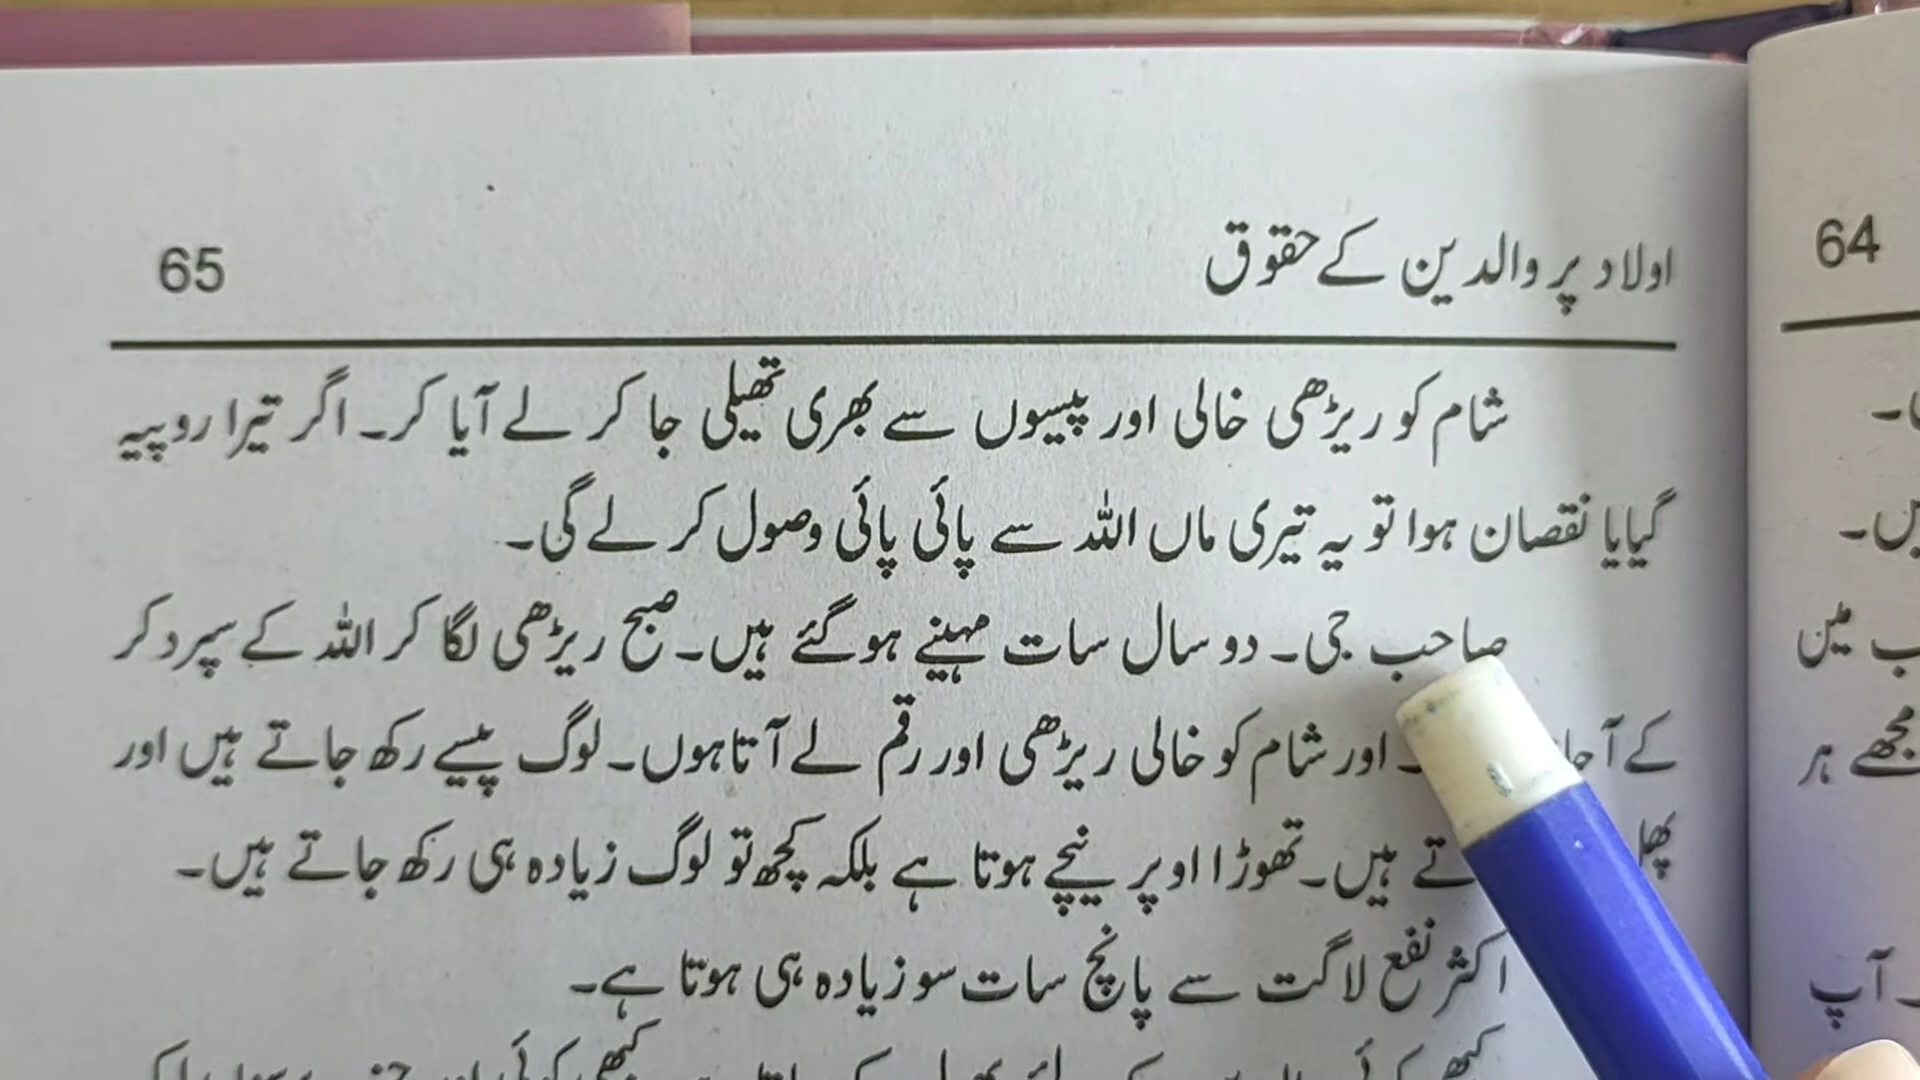 اولاد پر والدین کے حقوق 65
شام کو ریڑھی خالی اور پیسوں سے بھری تھیلی جا کر لے آیا کر۔ اگر تیرا روپیہ
گیا یا نقصان ہوا تو یہ تیری ماں اللہ سے پائی پائی وصول کر لے گی۔
صاحب جی۔ دو سال سات مہینے ہو گئے ہیں۔ صبح ریڑھی لگا کر اللہ کے سپرد کر
کے آ اور شام کو خالی ریڑھی اور رقم لے آتا ہوں۔ لوگ پیسے رکھ جاتے ہیں اور
ہیں۔ تھوڑا اوپر نیچے ہوتا ہے بلکہ کچھ تو لوگ زیادہ ہی رکھ جاتے ہیں۔
اکثر نفع لاگت سے پانچ سات سو زیادہ ہی ہوتا ہے۔
64
یں۔
میں
مجھے ہر
آپ